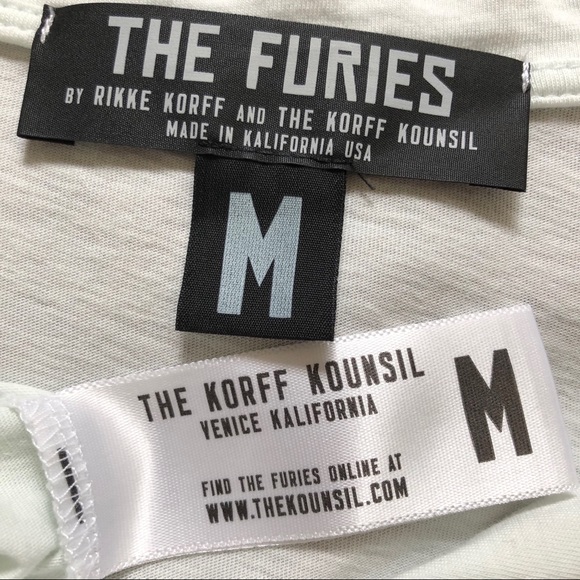 THE FURIES
BY RIKKE KORFF AND THE KORFF KOUNSIL
MADE IN KALIFORNIA USA
M
THE KORFF KOUNSIL
VENICE KALIFORNIA
M
FIND THE FURIES ONLINE AT
WWW.THEKOUNSIL.COM